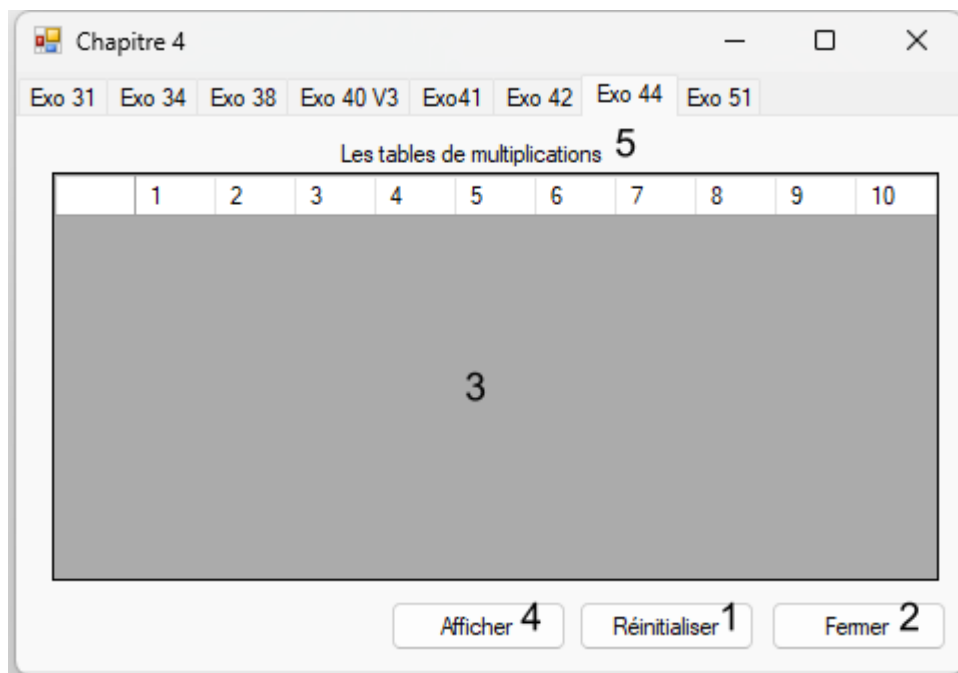 Chapitre 4
Exo 31 Exo 34 Exo 38 Exo 40 V3 Exo41 Exo 42 Exo 44 Exo 51
Les tables de multiplications 5
1 2 3 4 5 6 7 8 9 10
3
Afficher 4 Réinitialiser 1 Fermer 2